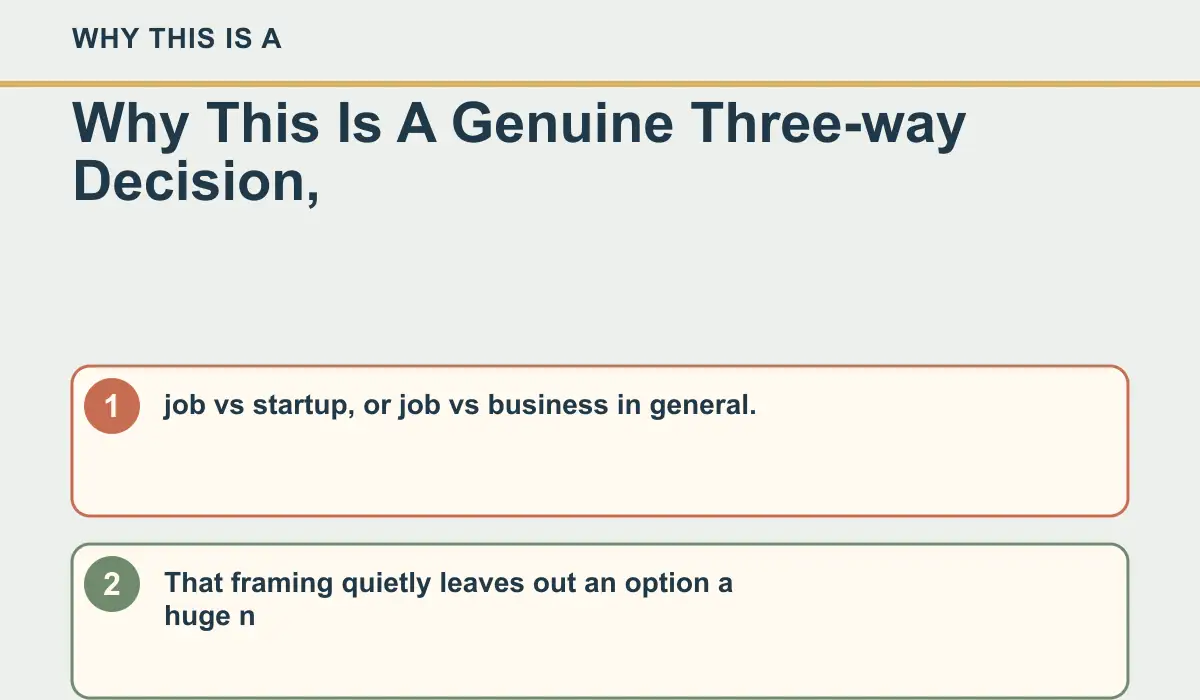 WHY THIS IS A
Why This Is A Genuine Three-way
Decision,
1
job vs startup, or job vs business in general.
2
That framing quietly leaves out an option a
huge n